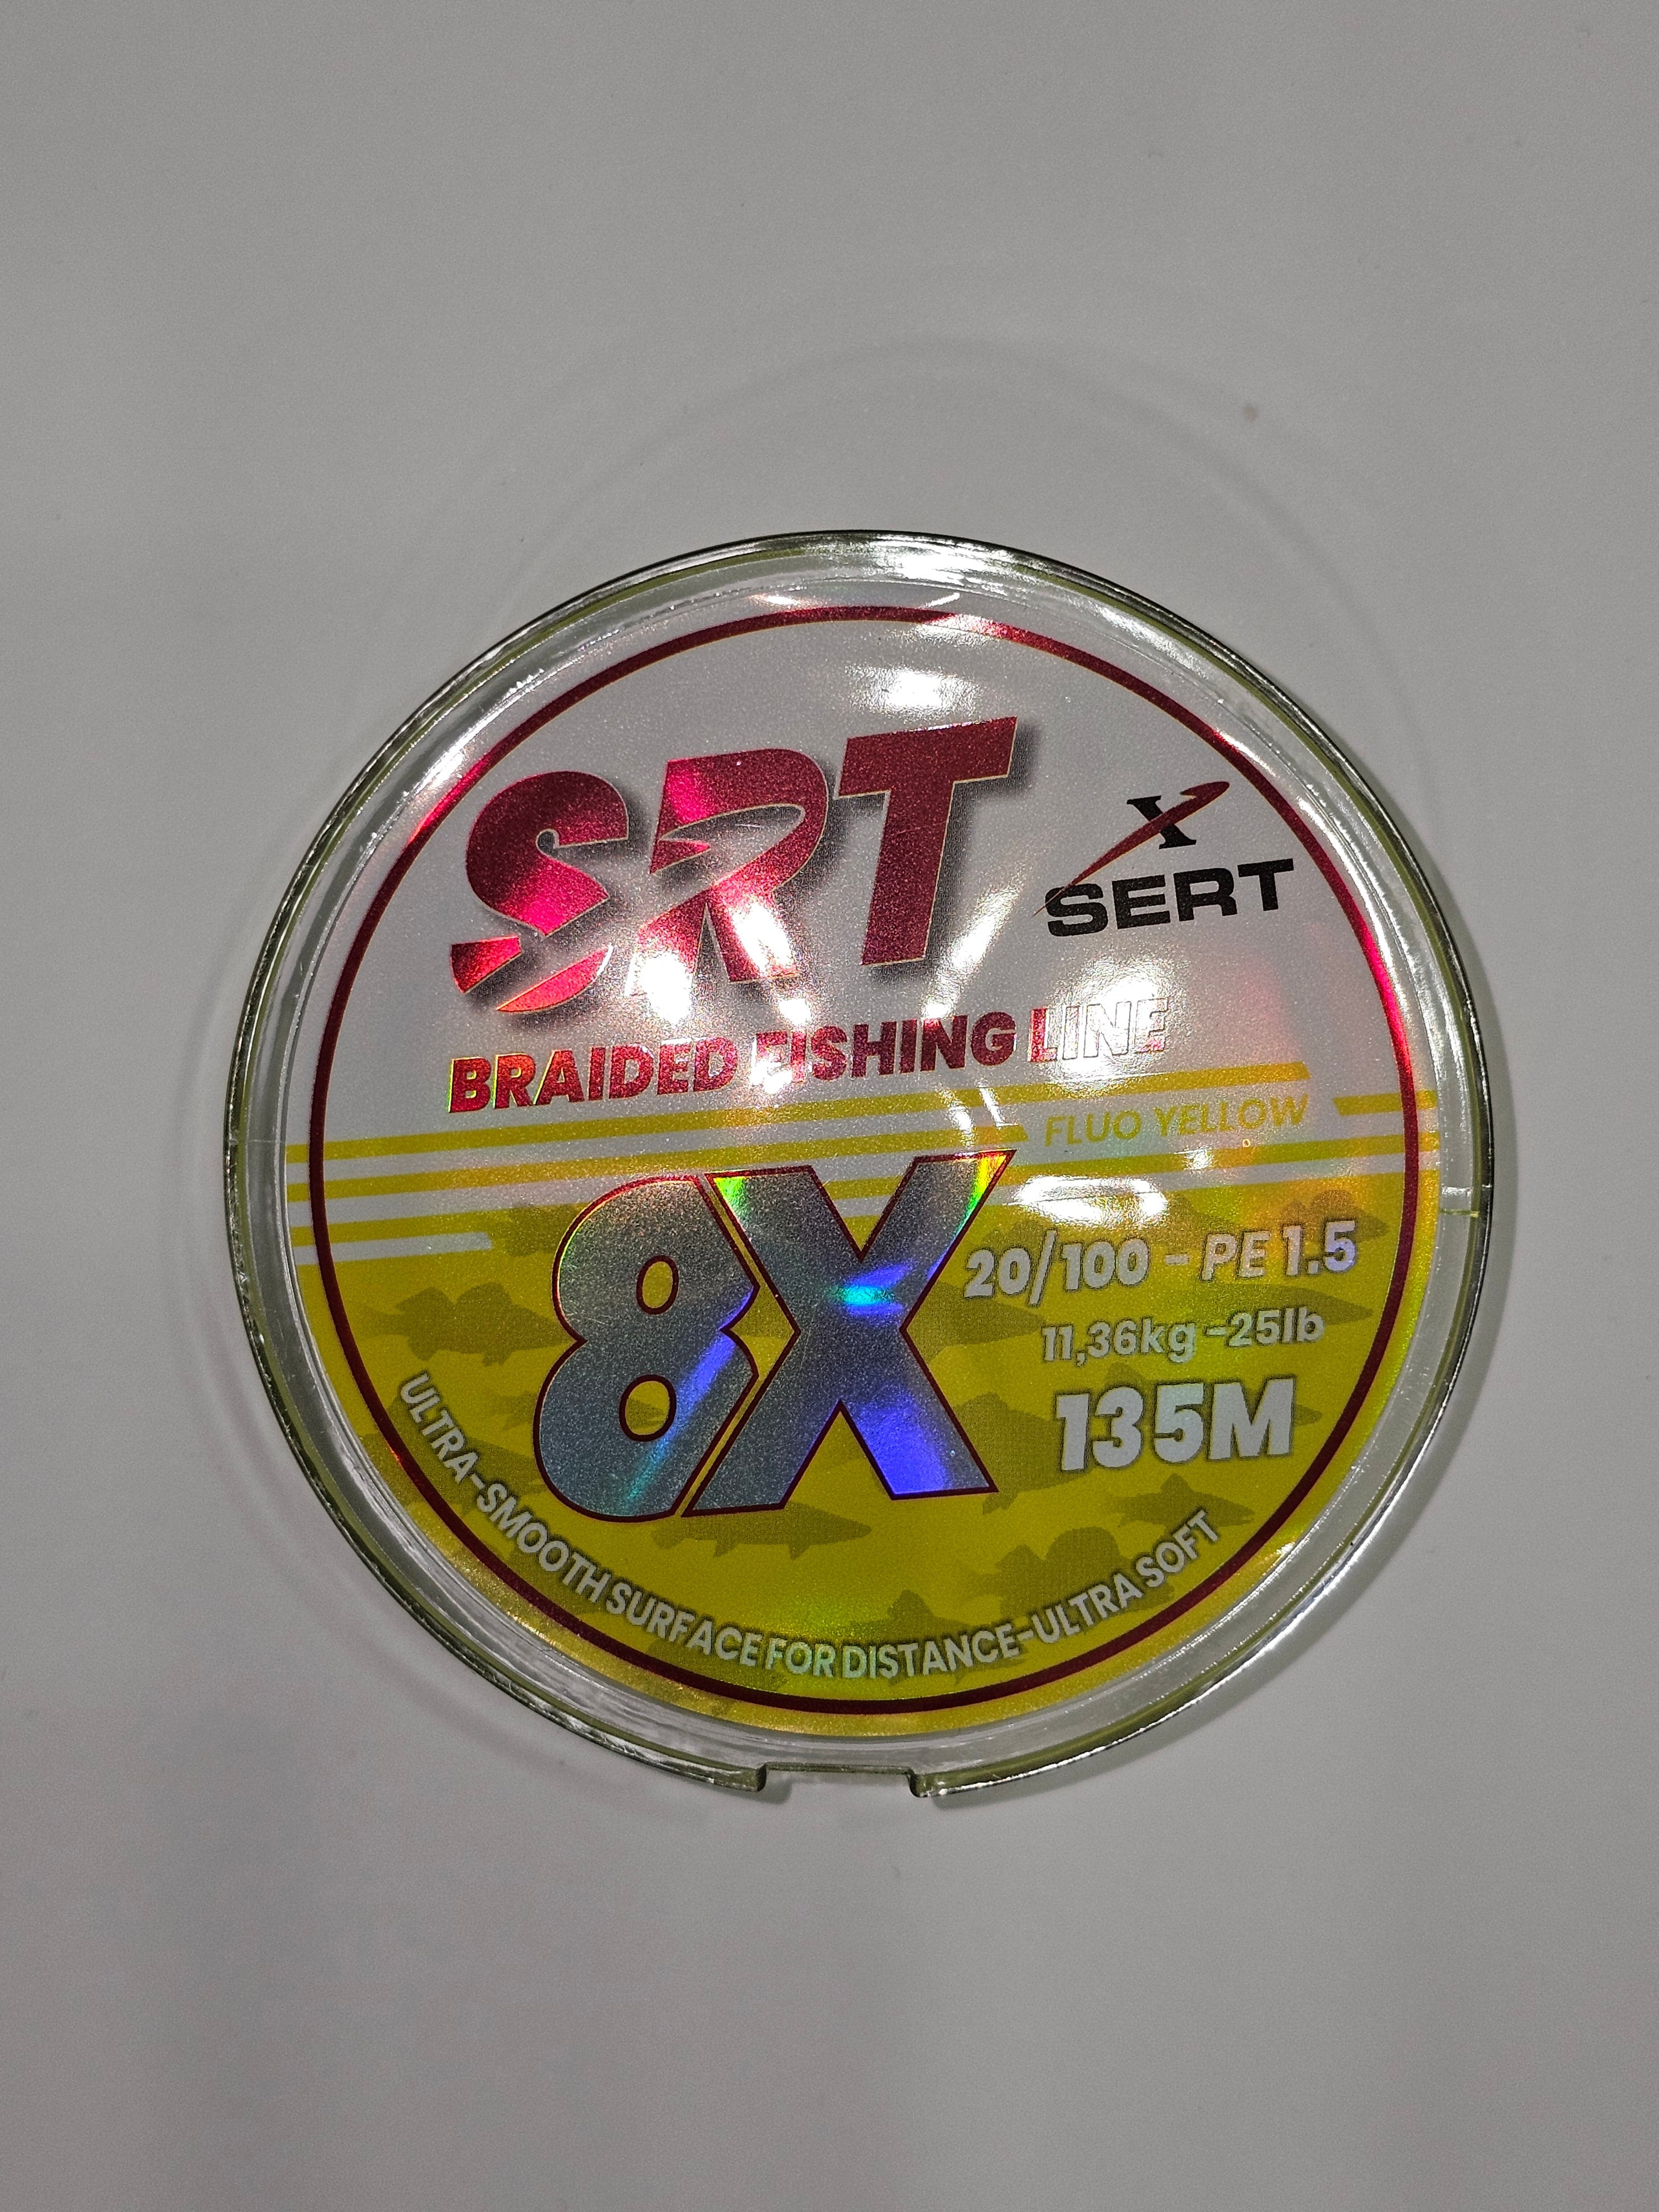 SRT
SERT
BRAIDED FISHING LINE
FLUO YELLOW
8X
20/100 - PE 1.5
11,36kg -25lb
135M
ULTRA-SMOOTH SURFACE FOR DISTANCE-ULTRA SOFT